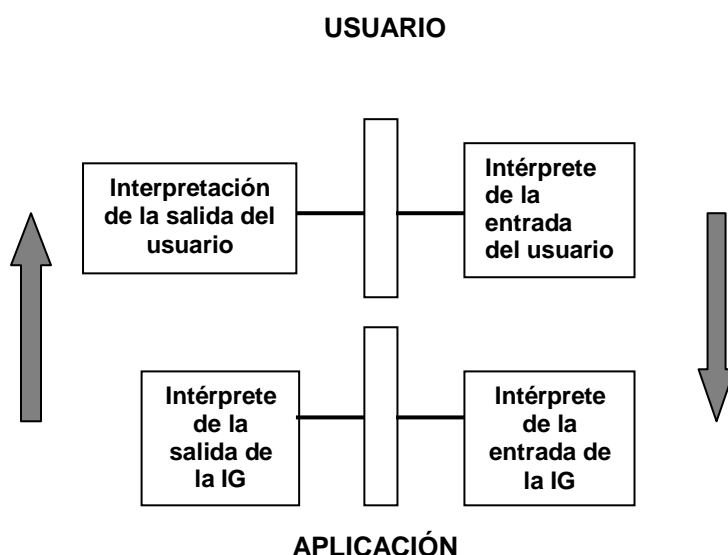 USUARIO
Interpretación
de la salida del
usuario
Intérprete
de la
entrada
del usuario
Intérprete
de la
salida de
la IG
Intérprete
de la
entrada de
la IG
APLICACIÓN